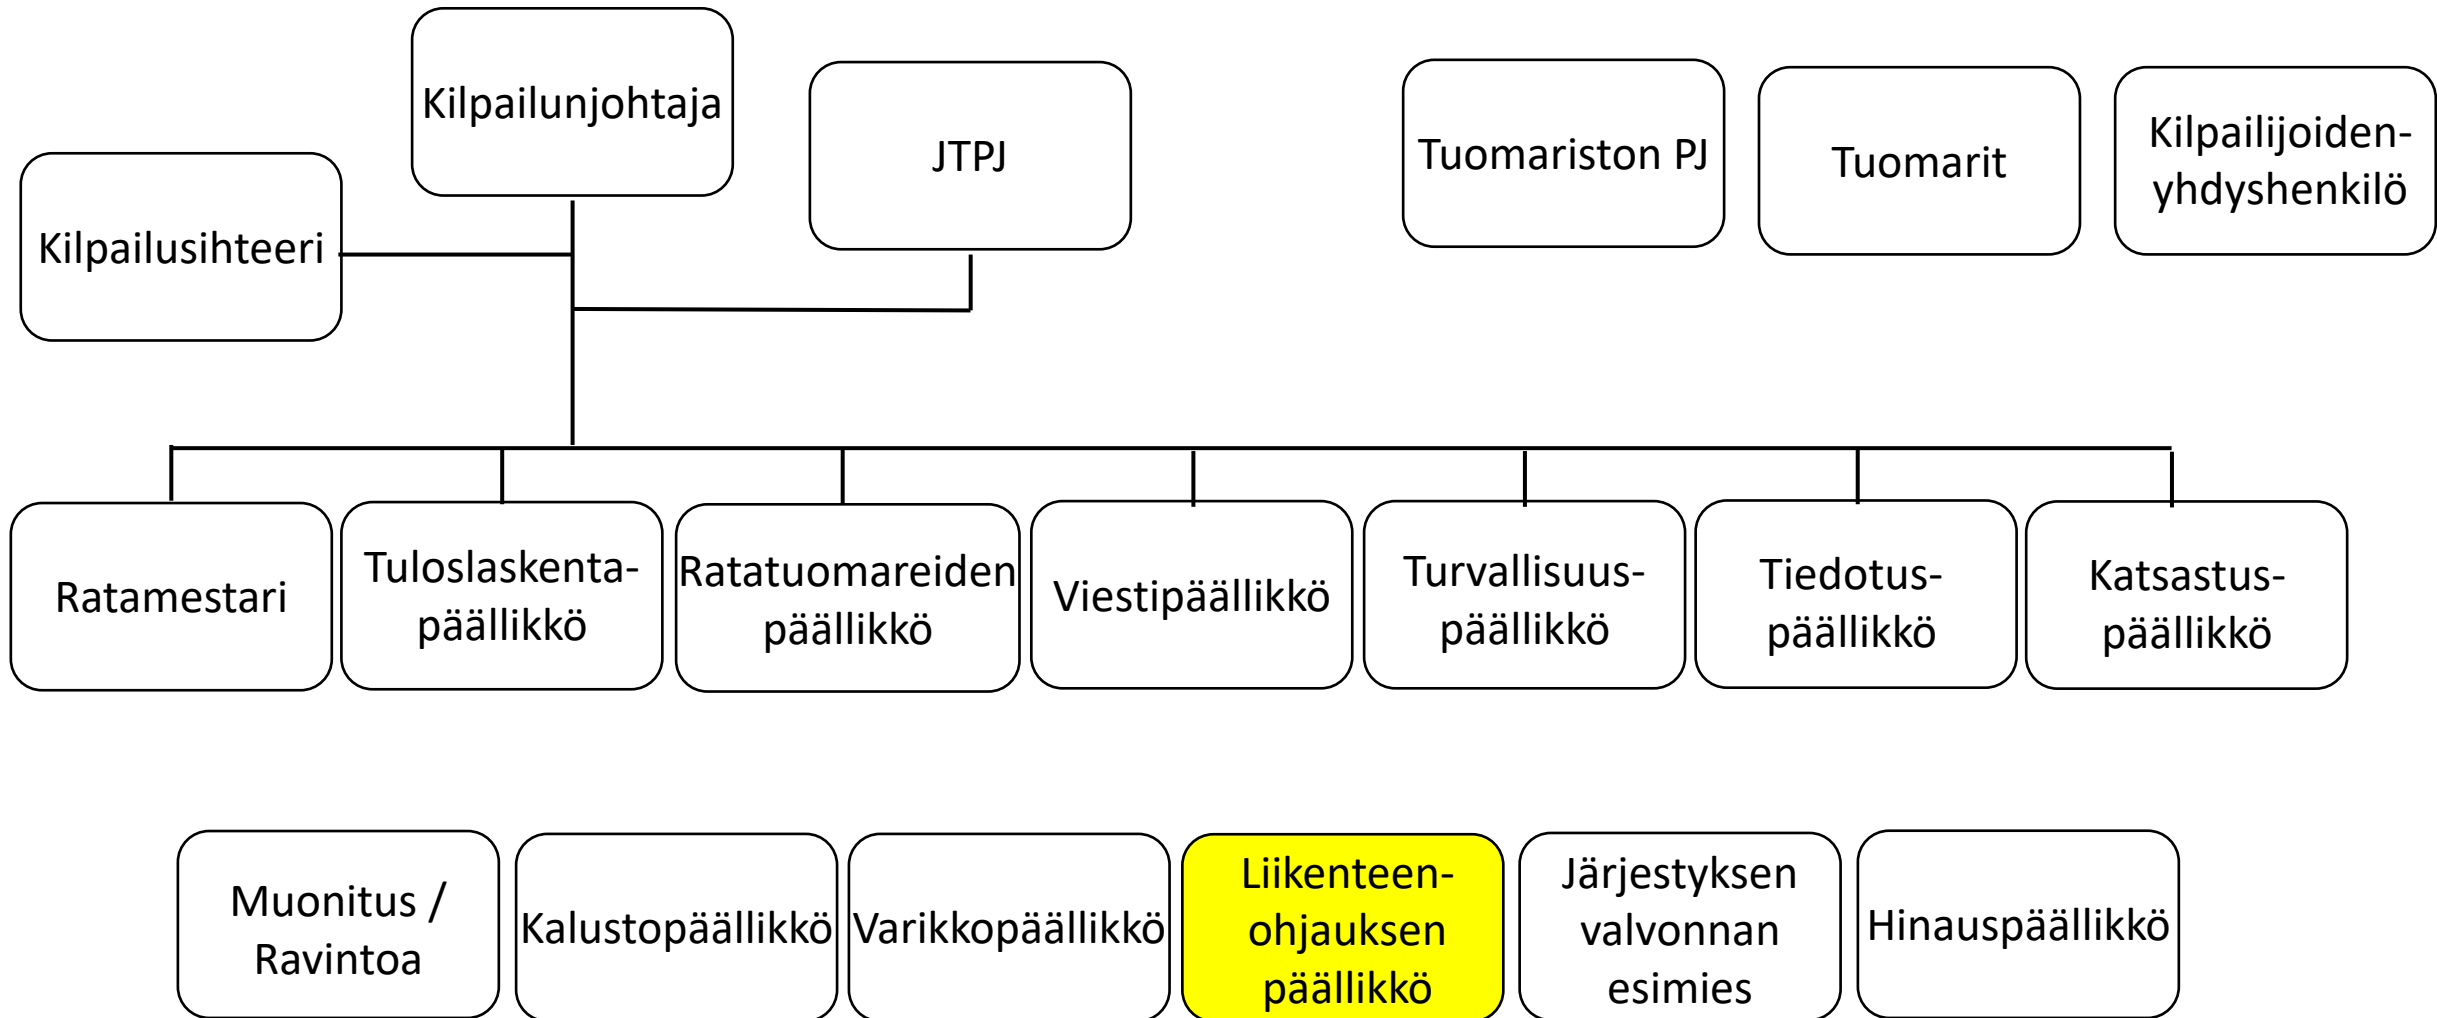 Kilpailunjohtaja
JTPJ
Tuomariston PJ
Tuomarit
Kilpailijoiden-
yhdyshenkilö
Kilpailusihteeri
Ratamestari
Tuloslaskenta-
päällikkö
Ratatuomareiden
päällikkö
Viestipäällikkö
Turvallisuus-
päällikkö
Tiedotus-
päällikkö
Katsastus-
päällikkö
Muonitus /
Ravintoa
Kalustopäällikkö
Varikkopäällikkö
Liikenteen-
ohjauksen
päällikkö
Järjestyksen
valvonnan
esimies
Hinauspäällikkö